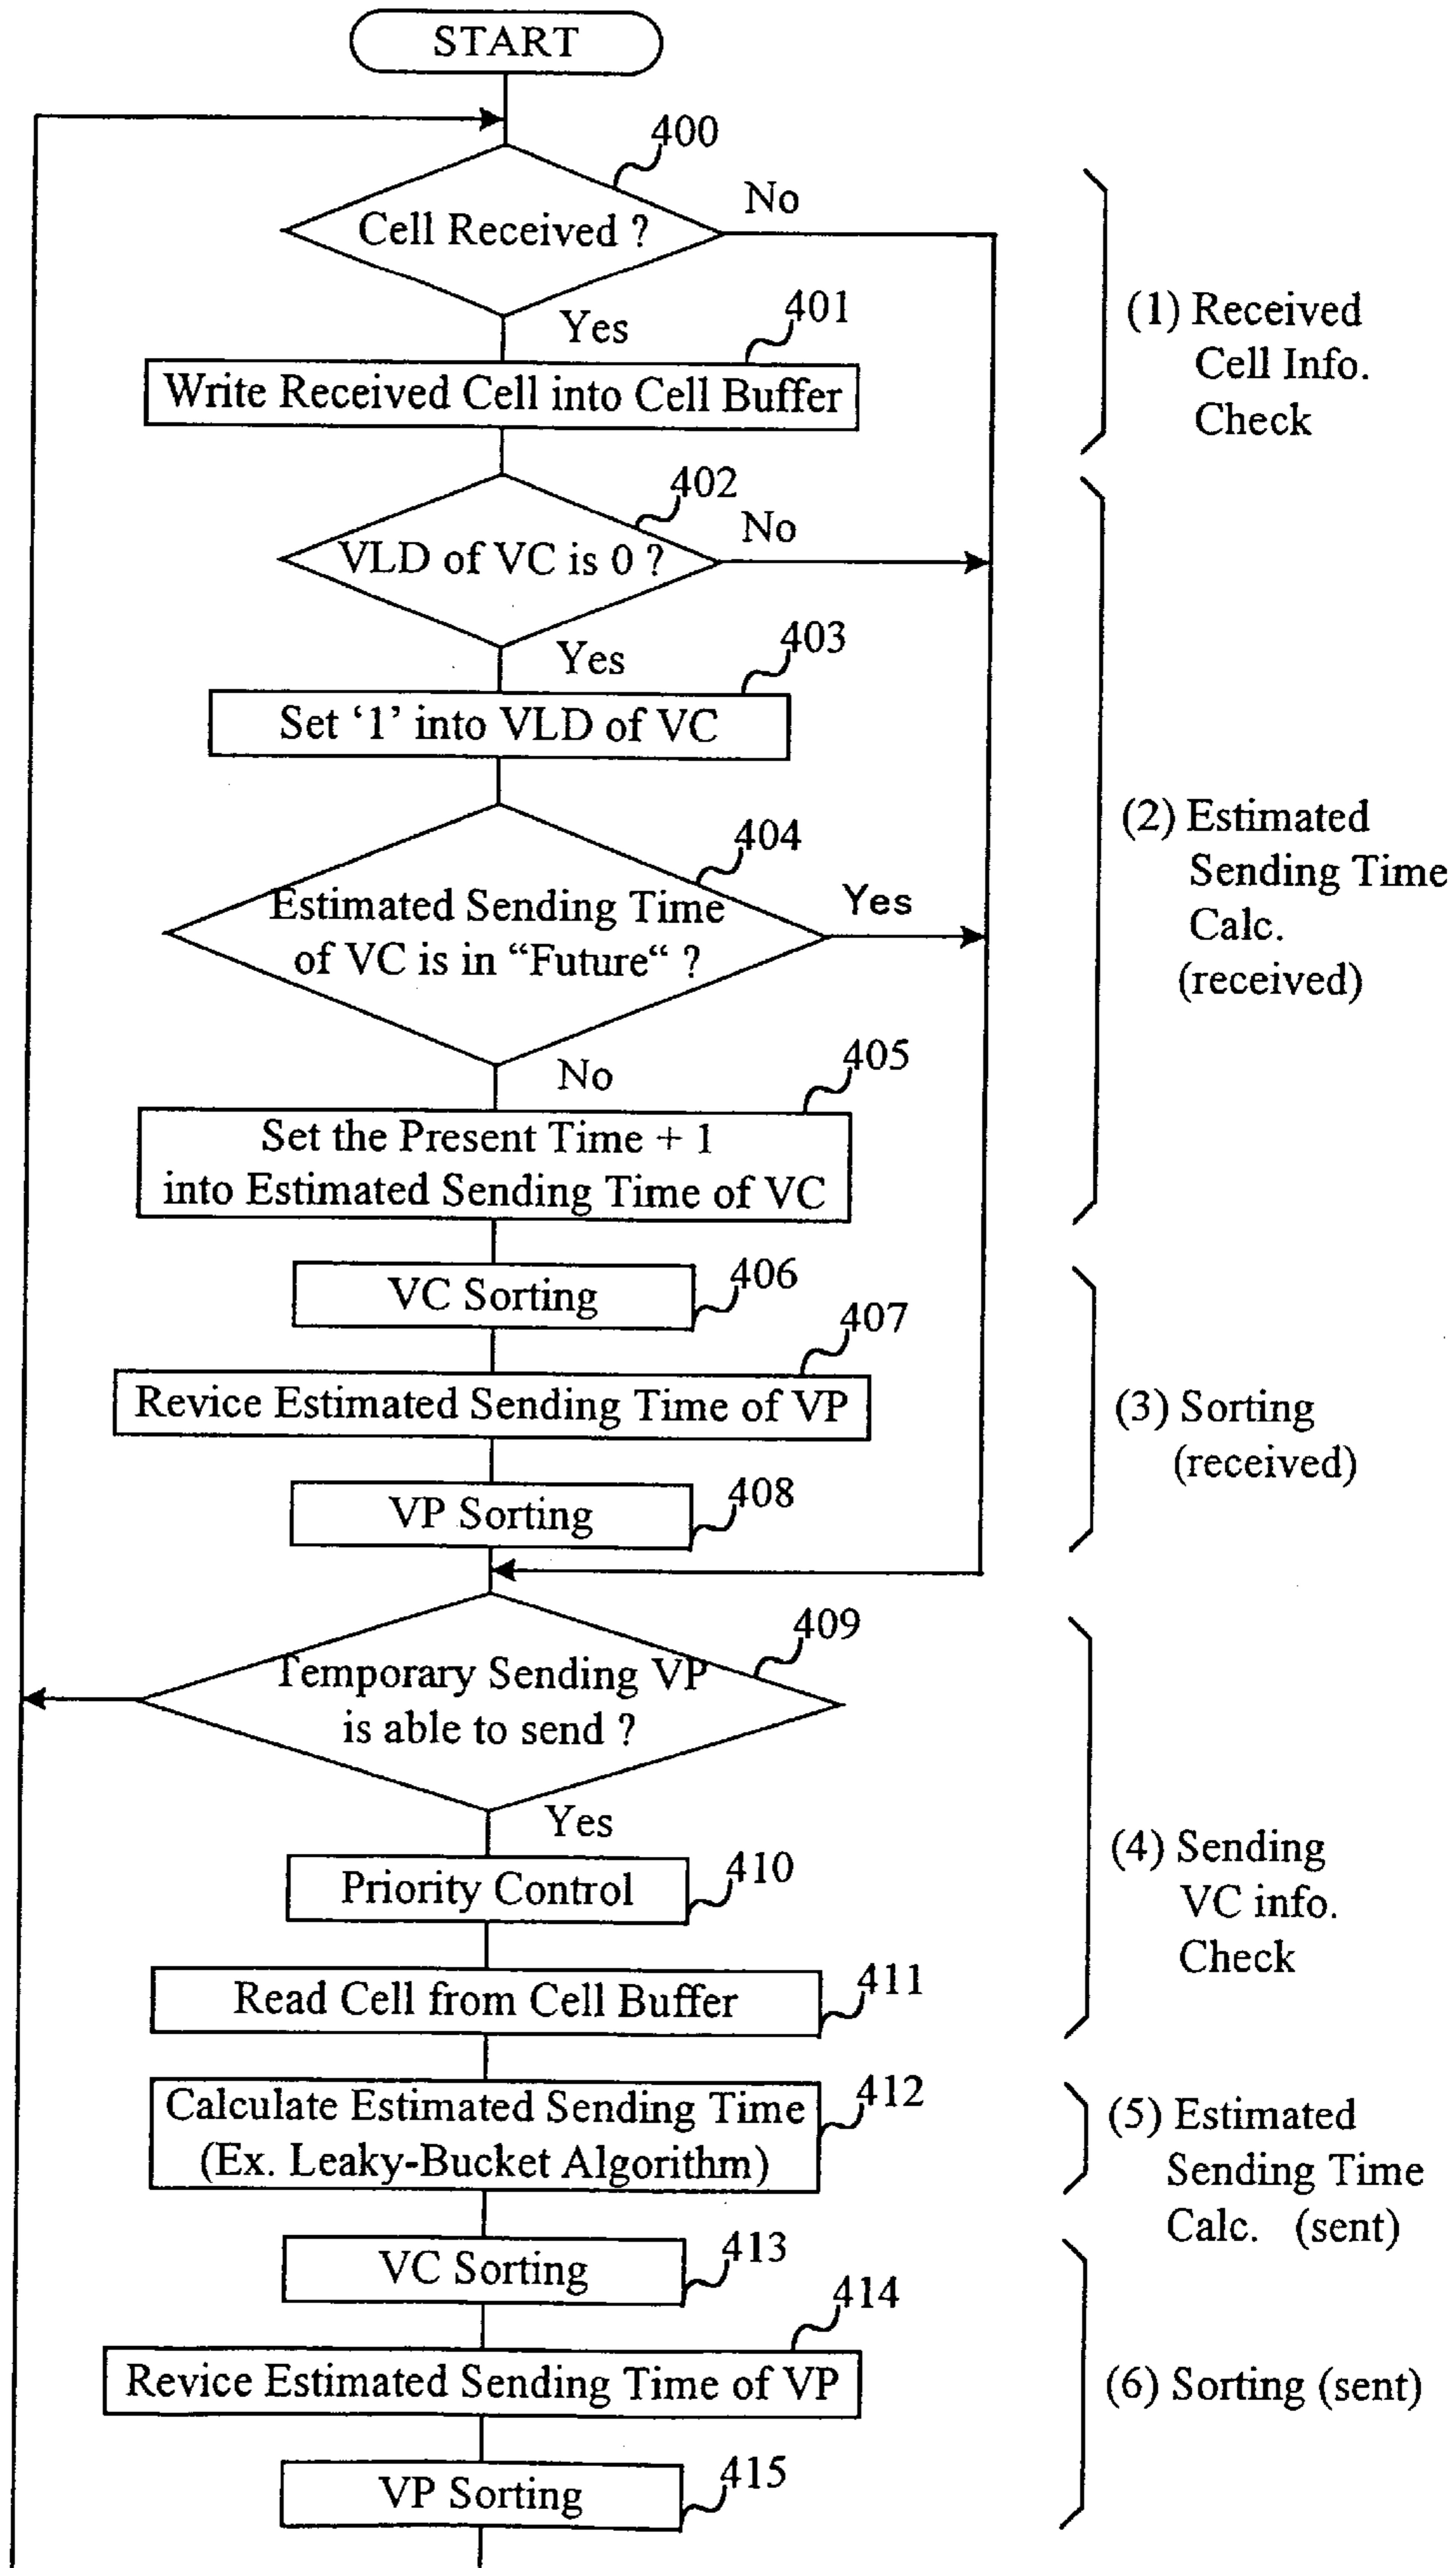 START
400
No
Cell Received ?
Yes
401
(1) Received
Cell Info.
Check
Write Received Cell into Cell Buffer
402
No
VLD of VC is 0 ?
Yes
403
Set ‘1’ into VLD of VC
404
(2) Estimated
Sending Time
Calc.
(received)
Estimated Sending Time
of VC is in “Future“ ?
Yes
No
405
Set the Present Time + 1
into Estimated Sending Time of VC
406
VC Sorting
407
Revice Estimated Sending Time of VP
(3) Sorting
(received)
408
VP Sorting
409
Temporary Sending VP
is able to send ?
Yes
410
Priority Control
(4) Sending
VC info.
Check
411
Read Cell from Cell Buffer
412
Calculate Estimated Sending Time
(Ex. Leaky-Bucket Algorithm)
(5) Estimated
Sending Time
Calc. (sent)
413
VC Sorting
414
Revice Estimated Sending Time of VP
(6) Sorting (sent)
415
VP Sorting